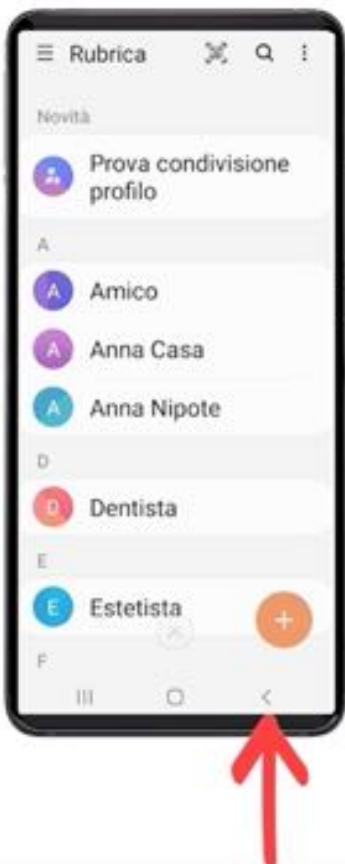 Rubrica
Novità
Prova condivisione
profilo
A
A Amico
A Anna Casa
A Anna Nipote
D
D Dentista
E
E Estetista
F